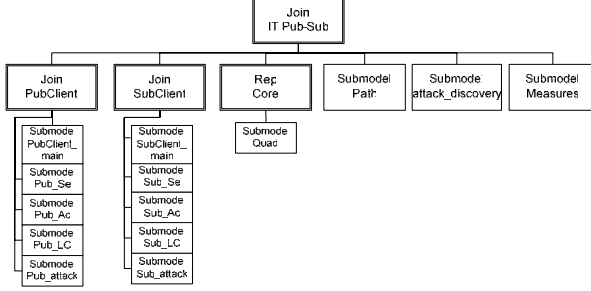 Join
IT Pub-Sub
Join
PubClient
Join
SubClient
Rep
Core
Submodel
Path
Submodel
attack_discovery
Submodel
Measures
Submode
PubClient_
main
Submode
Pub_Se
Submode
Pub_Ac
Submode
Pub_LC
Submode
Pub_attack
Submode
SubClient_
main
Submode
Sub_Se
Submode
Sub_Ac
Submode
Sub_LC
Submode
Sub_attack
Submode
Quad